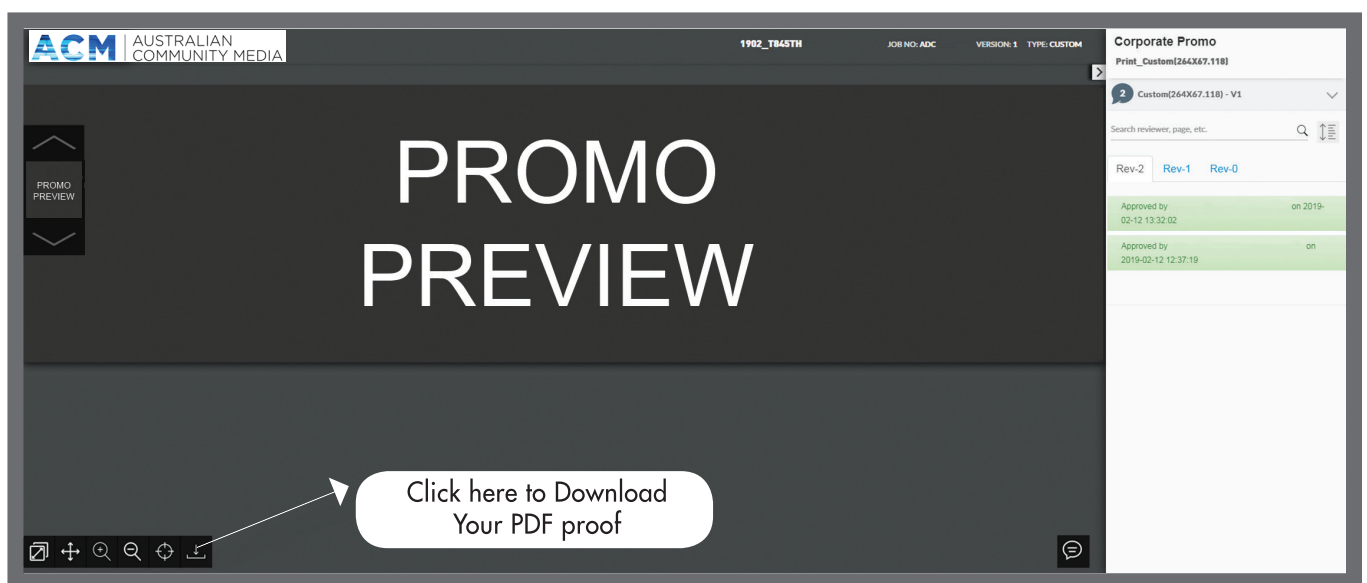 ACM AUSTRALIAN
COMMUNITY MEDIA
1902_T845TH
JOB NO: ADC
VERSION: 1 TYPE: CUSTOM
PROMO
PREVIEW
PROMO
PREVIEW
Click here to Download
Your PDF proof
Corporate Promo
Print_Custom(264X67.118)
2 Custom(264X67.118) - V1
Search reviewer, page, etc.
Rev-2 Rev-1 Rev-0
Approved by on 2019-
02-12 13:32:02
Approved by on
2019-02-12 12:37:19